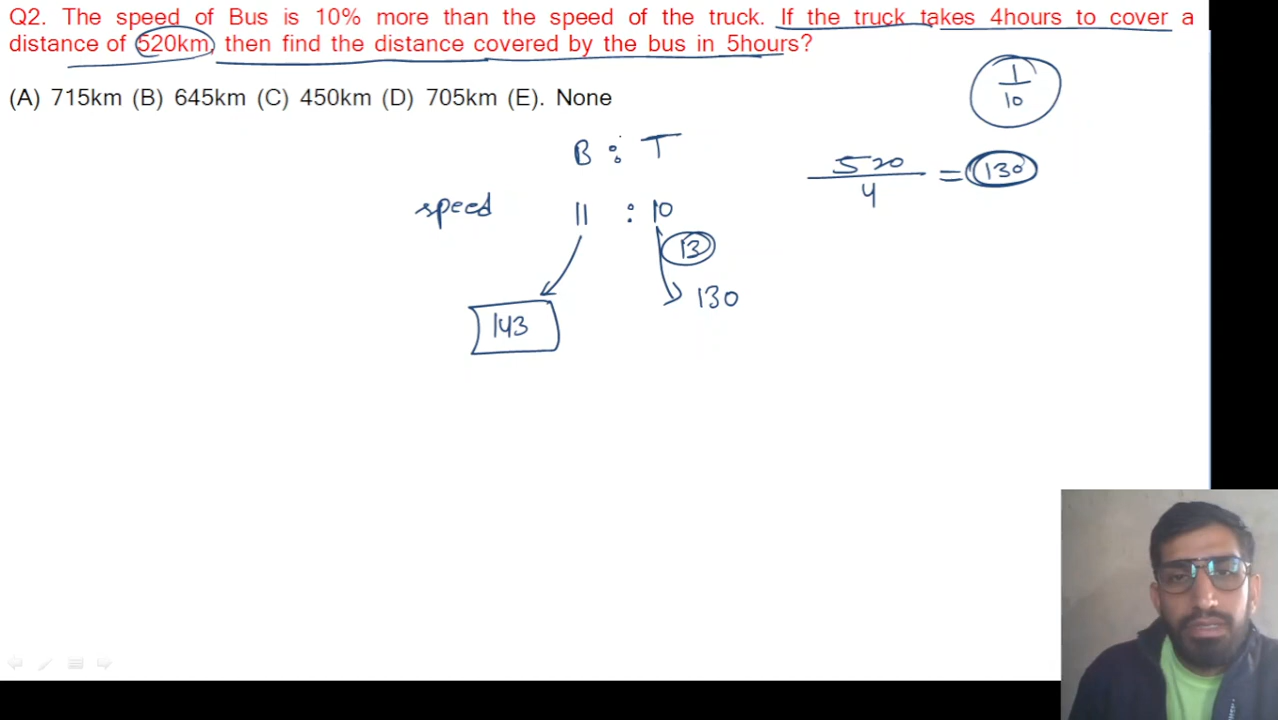 Q2. The speed of Bus is 10% more than the speed of the truck. If the truck takes 4hours to cover a
distance of 520km, then find the distance covered by the bus in 5hours?
(A) 715km (B) 645km (C) 450km (D) 705km (E). None
1
10
B : T
520
4
= 130
speed 11 : 10
13
130
143